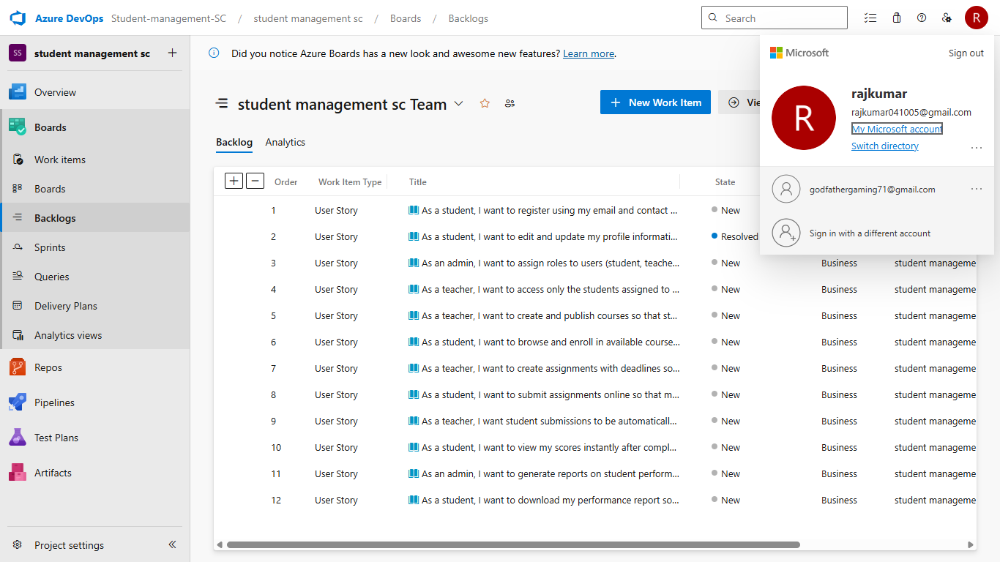 Azure DevOps Student-management-SC / student management sc / Boards / Backlogs Search R
SS student management sc
Did you notice Azure Boards has a new look and awesome new features? Learn more.
Microsoft Sign out
R
rajkumar
rajkumar041005@gmail.com
My Microsoft account
Switch directory
godfathergaming71@gmail.com
Sign in with a different account
Overview
Boards
Work items
Boards
Backlogs
Sprints
Queries
Delivery Plans
Analytics views
Repos
Pipelines
Test Plans
Artifacts
Project settings
student management sc Team New Work Item
Backlog Analytics
Order Work Item Type Title State
1 User Story As a student, I want to register using my email and contact ... New
2 User Story As a student, I want to edit and update my profile informati... Resolved
3 User Story As an admin, I want to assign roles to users (student, teache... New Business student manageme
4 User Story As a teacher, I want to access only the students assigned to ... New Business student manageme
5 User Story As a teacher, I want to create and publish courses so that st... New Business student manageme
6 User Story As a student, I want to browse and enroll in available course... New Business student manageme
7 User Story As a teacher, I want to create assignments with deadlines so... New Business student manageme
8 User Story As a student, I want to submit assignments online so that m... New Business student manageme
9 User Story As a teacher, I want student submissions to be automaticall... New Business student manageme
10 User Story As a student, I want to view my scores instantly after compl... New Business student manageme
11 User Story As an admin, I want to generate reports on student perform... New Business student manageme
12 User Story As a student, I want to download my performance report so... New Business student manageme